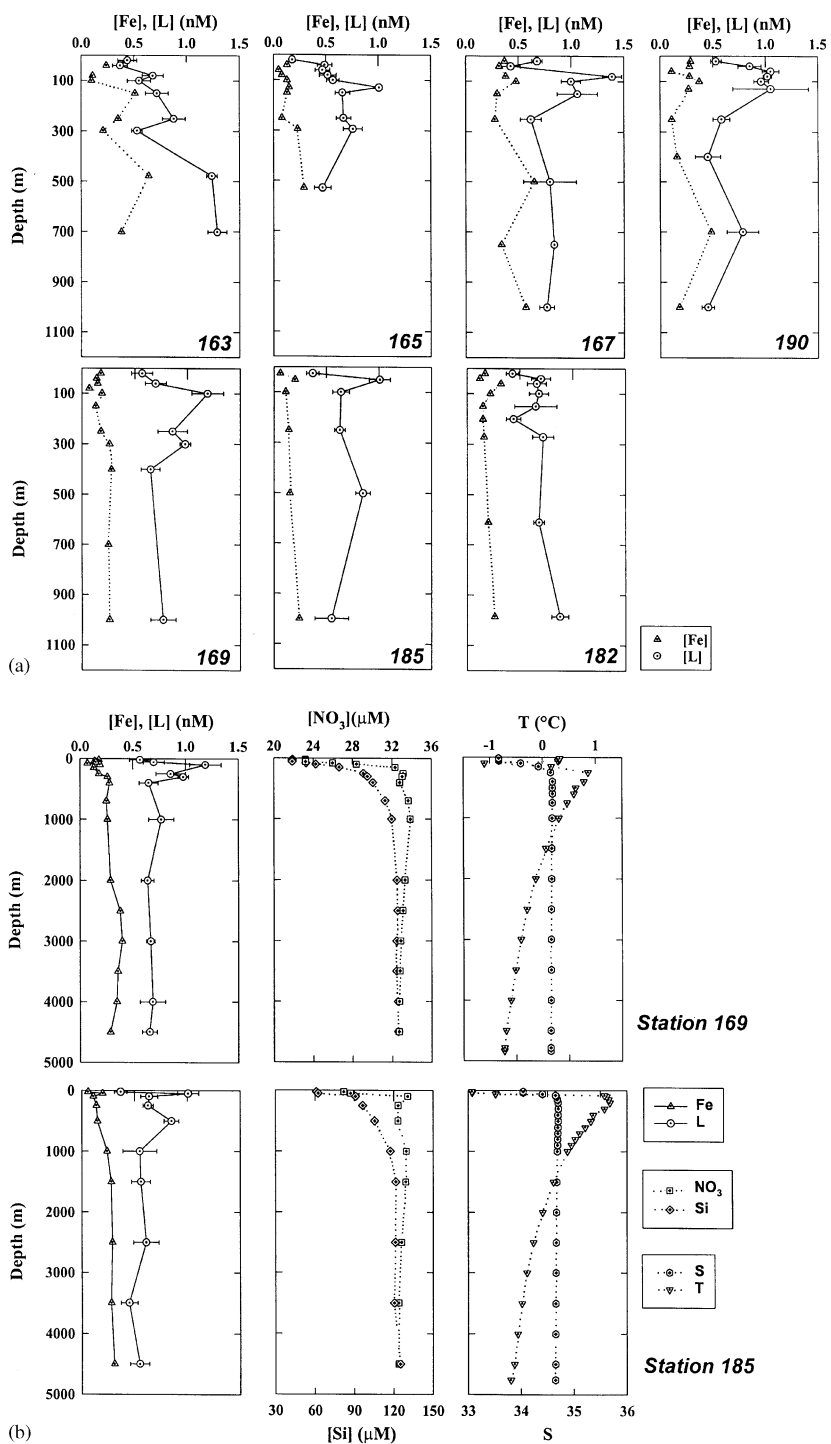 [Fe], [L] (nM)
[Fe], [L] (nM)
[Fe], [L] (nM)
[Fe], [L] (nM)
0.0 0.5 1.0 1.5
0.0 0.5 1.0 1.5
0.0 0.5 1.0 1.5
0.0 0.5 1.0 1.5
100
300
500
700
900
1100
Depth (m)
163
165
167
190
100
300
500
700
900
1100
Depth (m)
169
185
182
[Fe]
[L]
(a)
[Fe], [L] (nM)
0.0 0.5 1.0 1.5
[NO3](μM)
20 24 28 32 36
T (°C)
-1 0 1
0
1000
2000
3000
4000
5000
Depth (m)
Station 169
0
1000
2000
3000
4000
5000
Depth (m)
Fe
L
NO3
Si
S
T
Station 185
30 60 90 120 150
[Si] (μM)
33 34 35 36
S
(b)